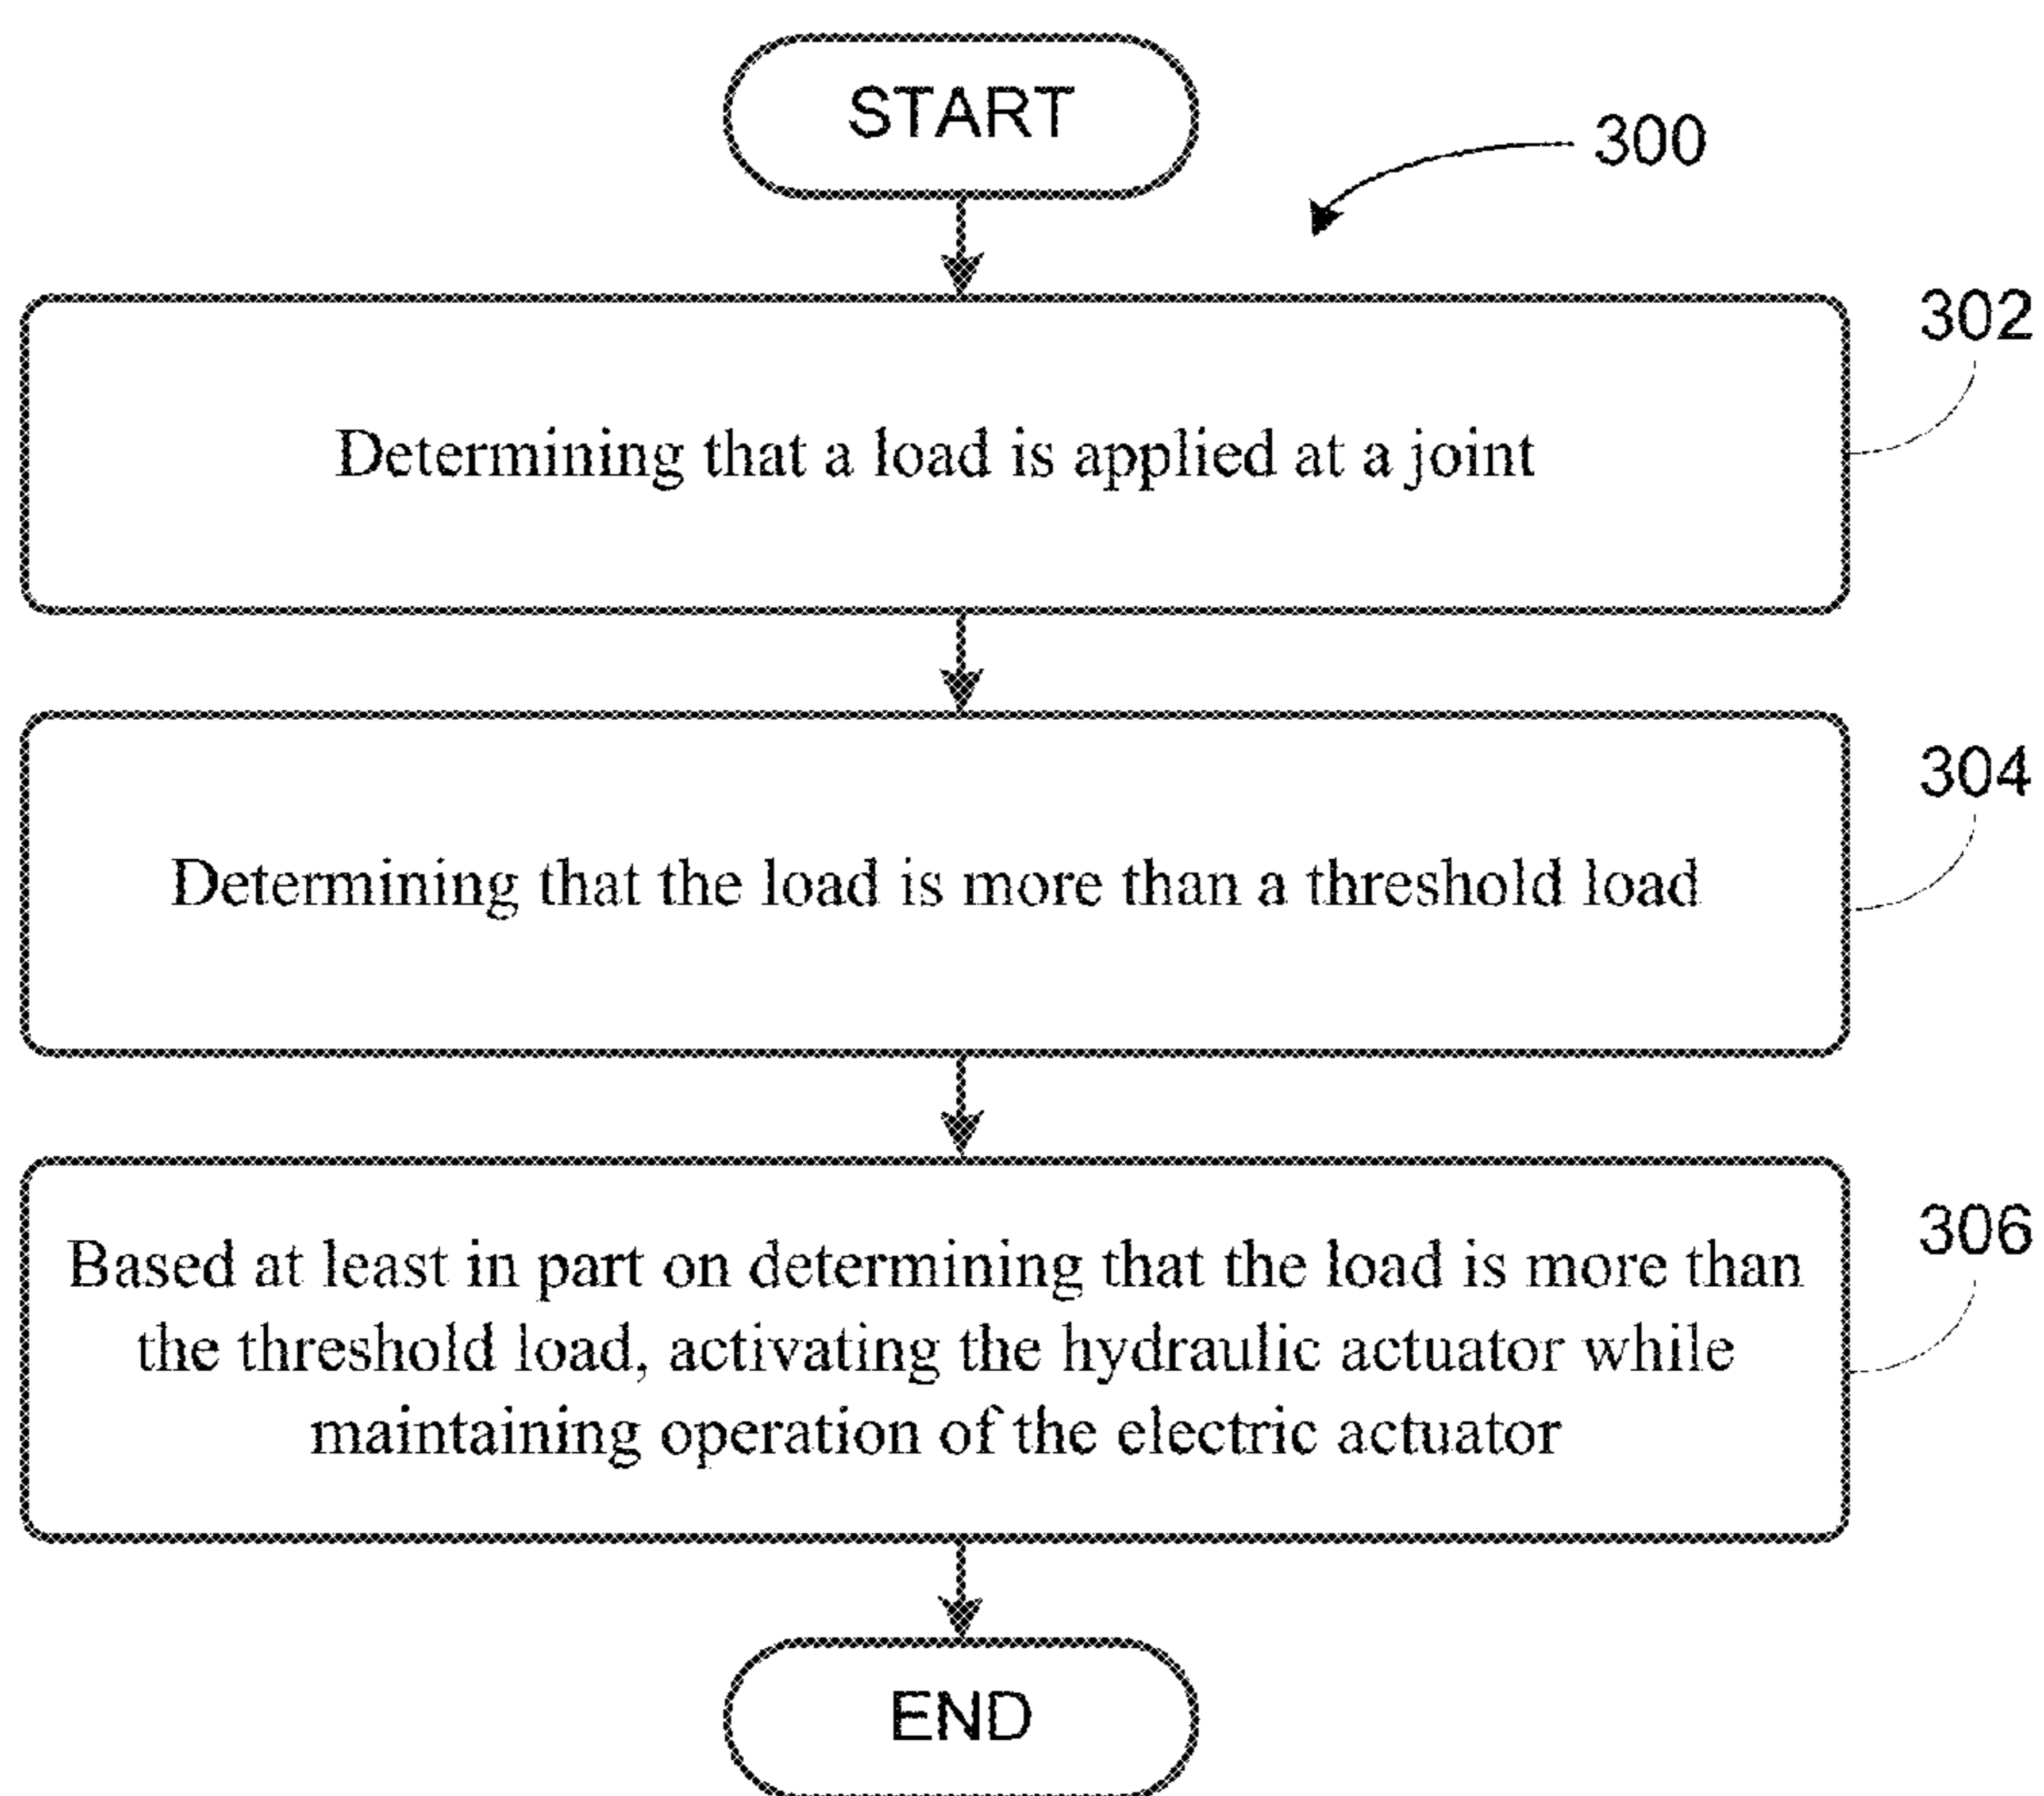 START
300
302
Determining that a load is applied at a joint
304
Determining that the load is more than a threshold load
306
Based at least in part on determining that the load is more than
the threshold load, activating the hydraulic actuator while
maintaining operation of the electric actuator
END